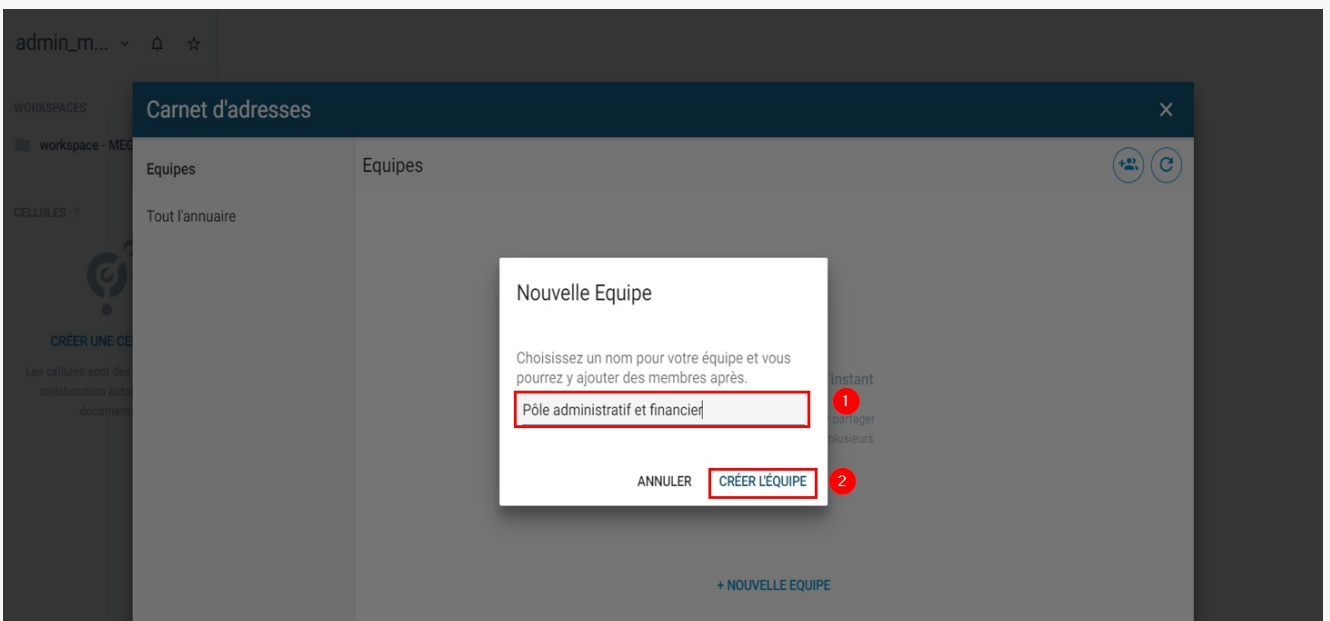 admin_m...
WORKSPACES
workspace - MEG
CELLULES
CRÉER UNE CE
Les cellules sont des
collaboration auto
document
Carnet d'adresses
Equipes
Tout l'annuaire
Equipes
Nouvelle Equipe
Choisissez un nom pour votre équipe et vous
pourrez y ajouter des membres après.
Pôle administratif et financier
1
ANNULER
CRÉER L'ÉQUIPE
2
'instant
partager
plusieurs
+ NOUVELLE EQUIPE